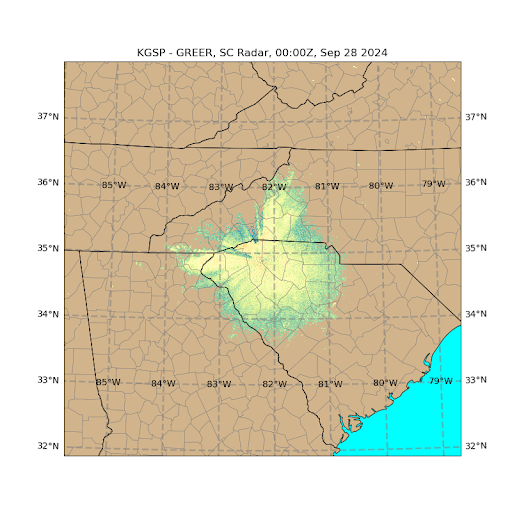 KGSP - GREER, SC Radar, 00:00Z, Sep 28 2024
37°N 37°N
36°N 85°W 84°W 83°W 82°W 81°W 80°W 79°W 36°N
35°N 35°N
34°N 34°N
33°N 85°W 84°W 83°W 82°W 81°W 80°W 79°W 33°N
32°N 32°N